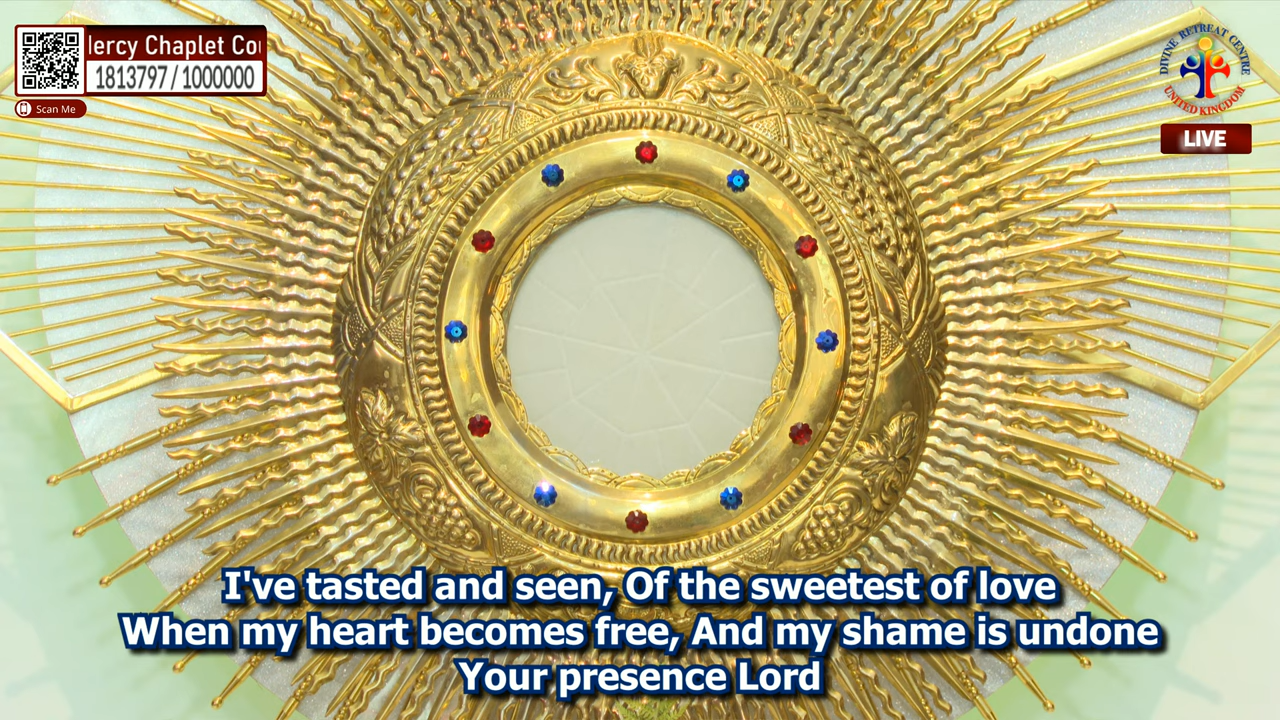 lercy Chaplet Cou
1813797 / 1000000
Scan Me
DIVINE RETREAT CENTRE
UNITED KINGDOM
LIVE
I've tasted and seen, Of the sweetest of love
When my heart becomes free, And my shame is undone
Your presence Lord